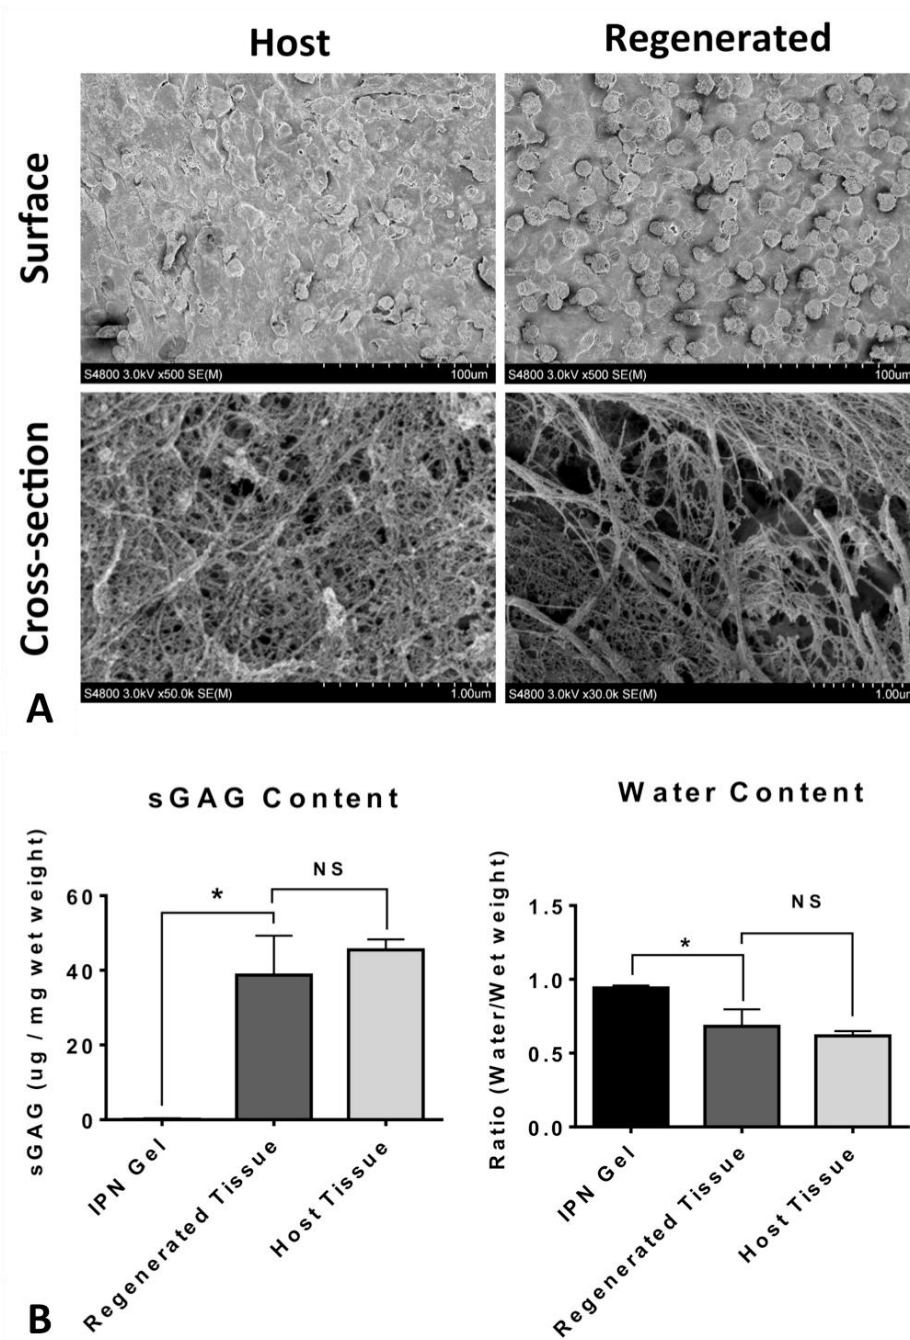 Host
Regenerated
Surface
S4800 3.0kV x500 SE(M)
100um
S4800 3.0kV x500 SE(M)
100um
Cross-section
S4800 3.0kV x50.0k SE(M)
1.00um
S4800 3.0kV x30.0k SE(M)
1.00um
A
sGAG Content
sGAG (ug / mg wet weight)
60
40
20
0
*
NS
IPN Gel
Regenerated Tissue
Host Tissue
Water Content
Ratio (Water/Wet weight)
1.5
1.0
0.5
0.0
*
NS
IPN Gel
Regenerated Tissue
Host Tissue
B